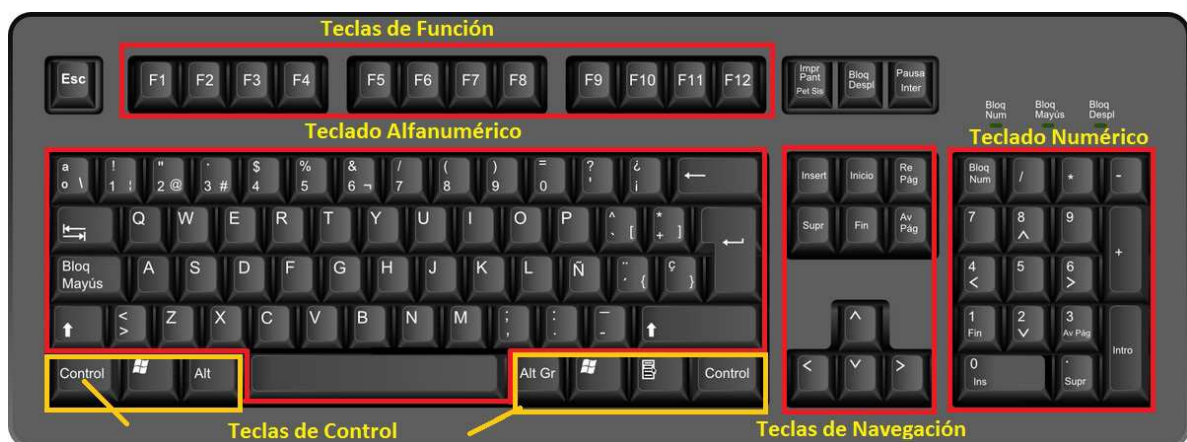 Teclas de Función
Esc F1 F2 F3 F4 F5 F6 F7 F8 F9 F10 F11 F12
Impr Pant Pet Sis
Bloq Despl
Pausa Inter
Bloq Num
Bloq Mayús
Bloq Despl
Teclado Alfanumérico
Teclado Numérico
a º \ ! 1 ¦ " 2 @ · 3 # $ 4 % 5 & 6 ¬ / 7 ( 8 ) 9 = 0 ? ' ¿ ¡ ←
Insert Inicio Re Pág
Bloq Num / * -
Q W E R T Y U I O P ^ ` [ * + ]
Supr Fin Av Pág
7 8 ^ 9 +
Bloq Mayús A S D F G H J K L Ñ ¨ ´ { ç }
4 < 5 6 >
< > Z X C V B N M ; , : . _ -
^
1 Fin 2 v 3 Av Pág Intro
Control Alt Alt Gr Control
< v >
0 Ins . Supr
Teclas de Control
Teclas de Navegación